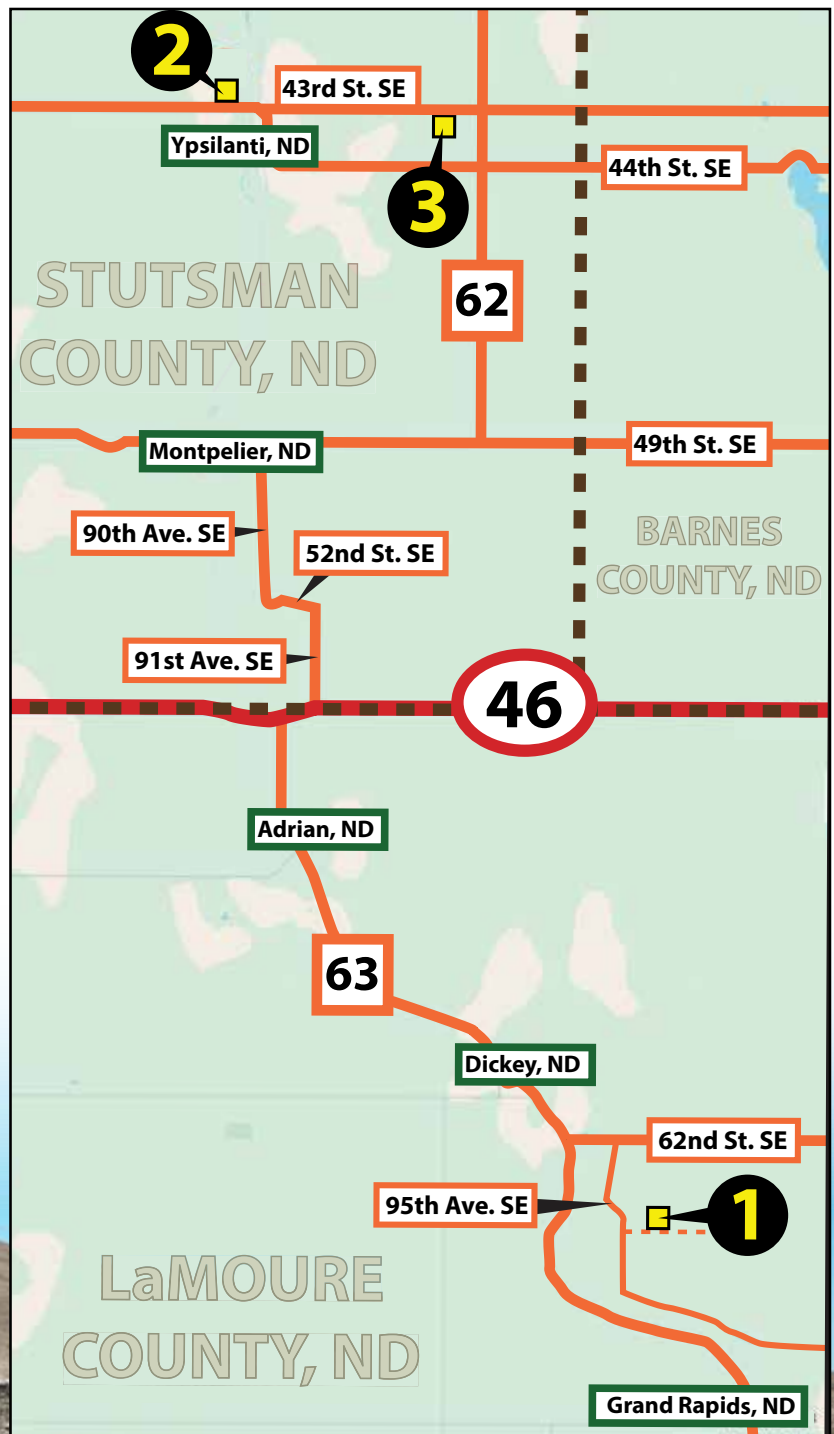 2
43rd St. SE
Ypsilanti, ND
44th St. SE
3
STUTSMAN
COUNTY, ND
62
Montpelier, ND
49th St. SE
90th Ave. SE
52nd St. SE
BARNES
COUNTY, ND
91st Ave. SE
46
Adrian, ND
63
Dickey, ND
62nd St. SE
95th Ave. SE
1
LaMOURE
COUNTY, ND
Grand Rapids, ND